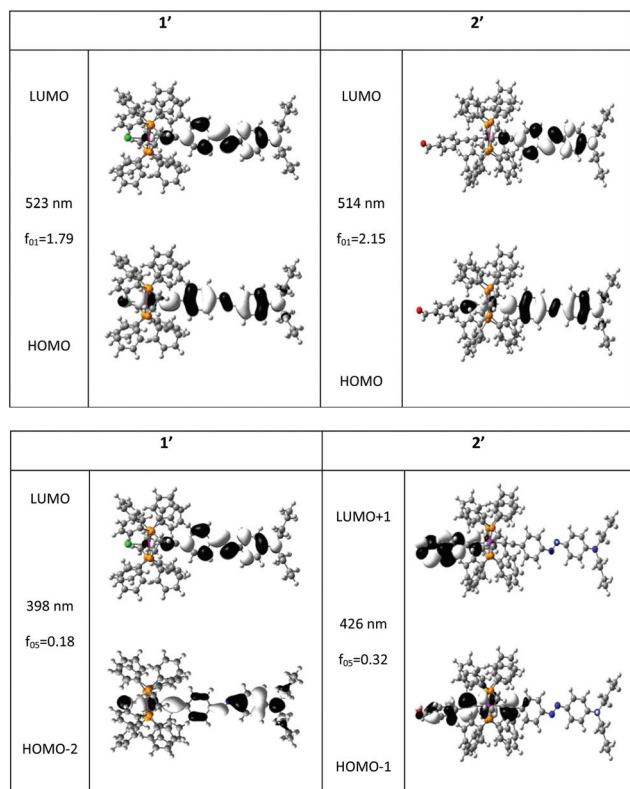 1’
2’
LUMO
523 nm
f01=1.79
HOMO
LUMO
514 nm
f01=2.15
HOMO
1’
2’
LUMO
398 nm
f05=0.18
HOMO-2
LUMO+1
426 nm
f05=0.32
HOMO-1